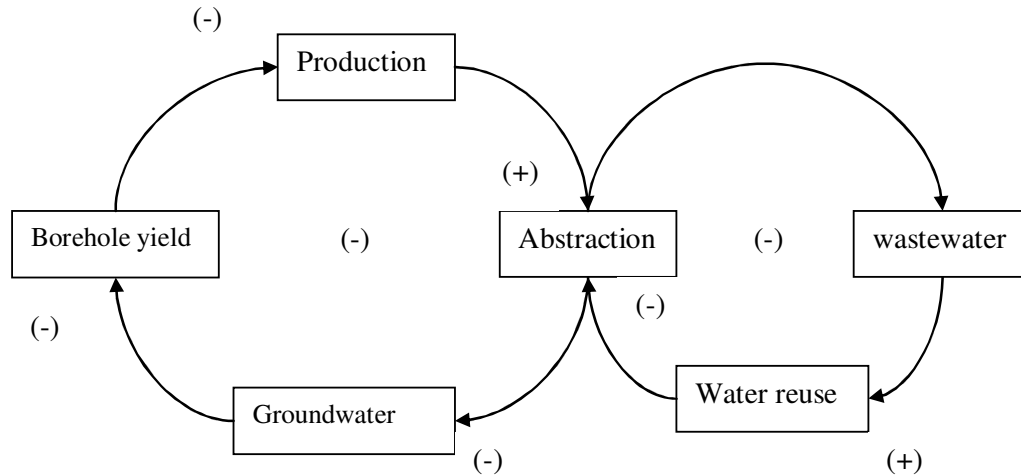 (-)
Production
(+)
Borehole yield
(-)
Abstraction
(-)
wastewater
(-)
(-)
Groundwater
(-)
Water reuse
(+)